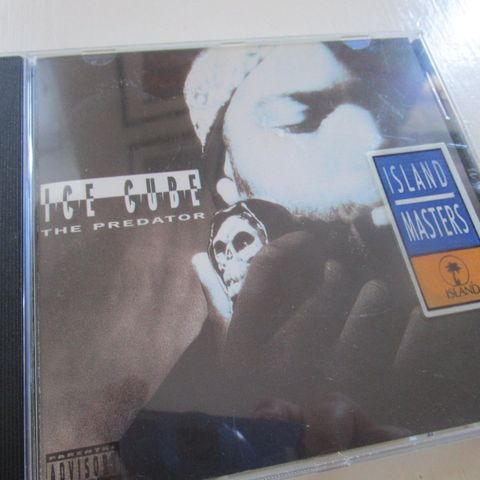 ICE CUBE
THE PREDATOR
ISLAND
MASTERS
ISLAND
PARENTAL
ADVISORY